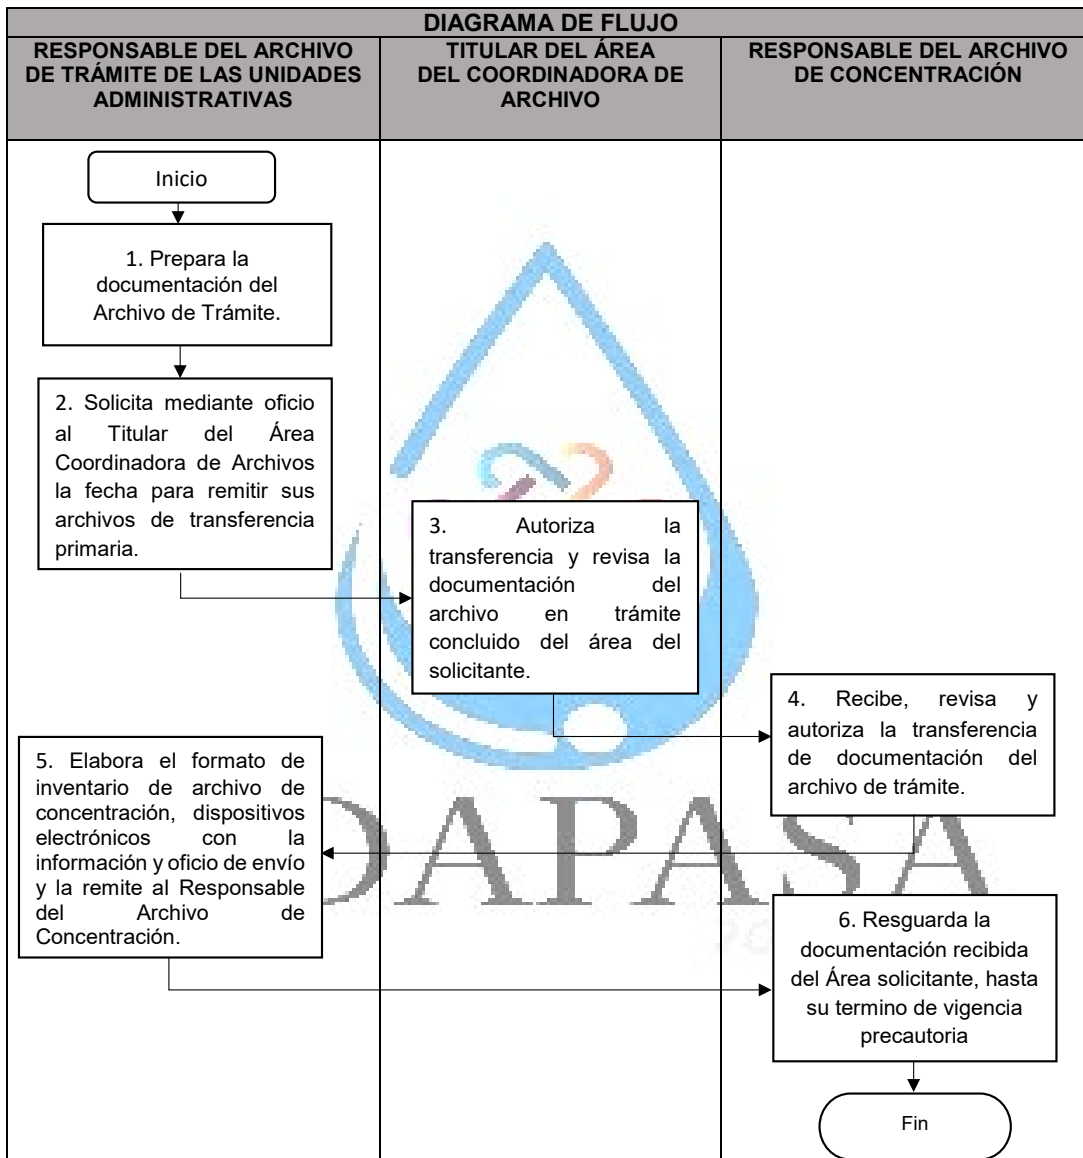 DIAGRAMA DE FLUJO
RESPONSABLE DEL ARCHIVO
DE TRÁMITE DE LAS UNIDADES
ADMINISTRATIVAS
TITULAR DEL ÁREA
DEL COORDINADORA DE
ARCHIVO
RESPONSABLE DEL ARCHIVO
DE CONCENTRACIÓN
Inicio
1. Prepara la
documentación del
Archivo de Trámite.
2. Solicita mediante oficio
al Titular del Área
Coordinadora de Archivos
la fecha para remitir sus
archivos de transferencia
primaria.
3. Autoriza la
transferencia y revisa la
documentación del
archivo en trámite
concluido del área del
solicitante.
4. Recibe, revisa y
autoriza la transferencia
de documentación del
archivo de trámite.
5. Elabora el formato de
inventario de archivo de
concentración, dispositivos
electrónicos con la
información y oficio de envío
y la remite al Responsable
del Archivo de
Concentración.
6. Resguarda la
documentación recibida
del Área solicitante, hasta
su termino de vigencia
precautoria
Fin
DAPASA